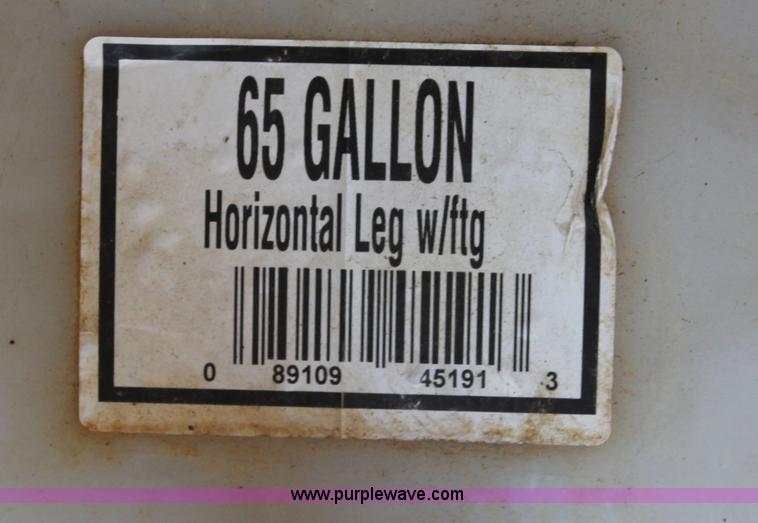 65 GALLON
Horizontal Leg w/ftg
0 89109 45191 3
www.purplewave.com